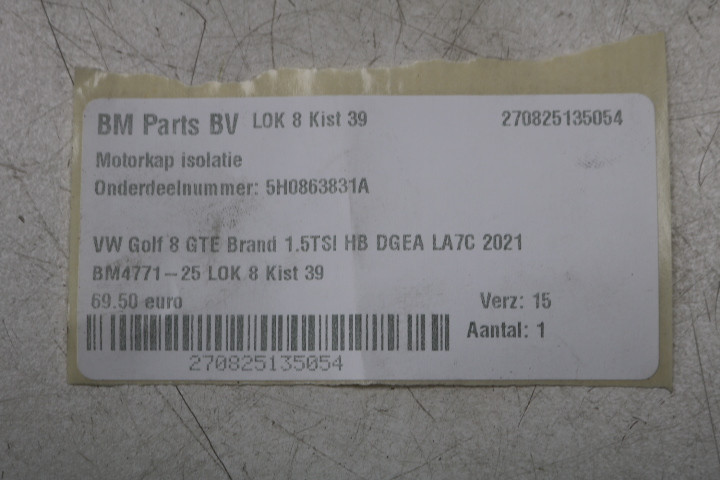 BM Parts BV LOK 8 Kist 39 270825135054
Motorkap isolatie
Onderdeelnummer: 5H0863831A
VW Golf 8 GTE Brand 1.5TSI HB DGEA LA7C 2021
BM4771-25 LOK 8 Kist 39
69.50 euro Verz: 15
Aantal: 1
270825135054